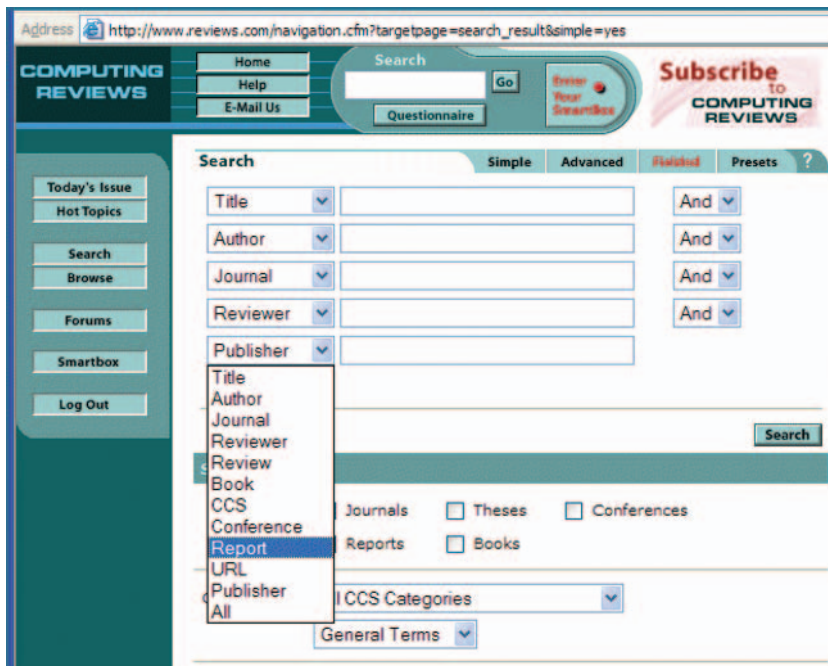 Address http://www.reviews.com/navigation.cfm?targetpage=search_result&simple=yes
COMPUTING
REVIEWS
Home
Help
E-Mail Us
Search
Go
Questionnaire
Your
SmartBox
Subscribe
to
COMPUTING
REVIEWS
Today's Issue
Hot Topics
Search
Browse
Forums
Smartbox
Log Out
Search
Simple Advanced Presets ?
Title And
Author And
Journal And
Reviewer And
Publisher
Title
Author
Journal
Reviewer
Review
Book
CCS
Conference
Report
URL
Publisher
All
Search
Journals Theses Conferences
Reports Books
CCS Categories
General Terms